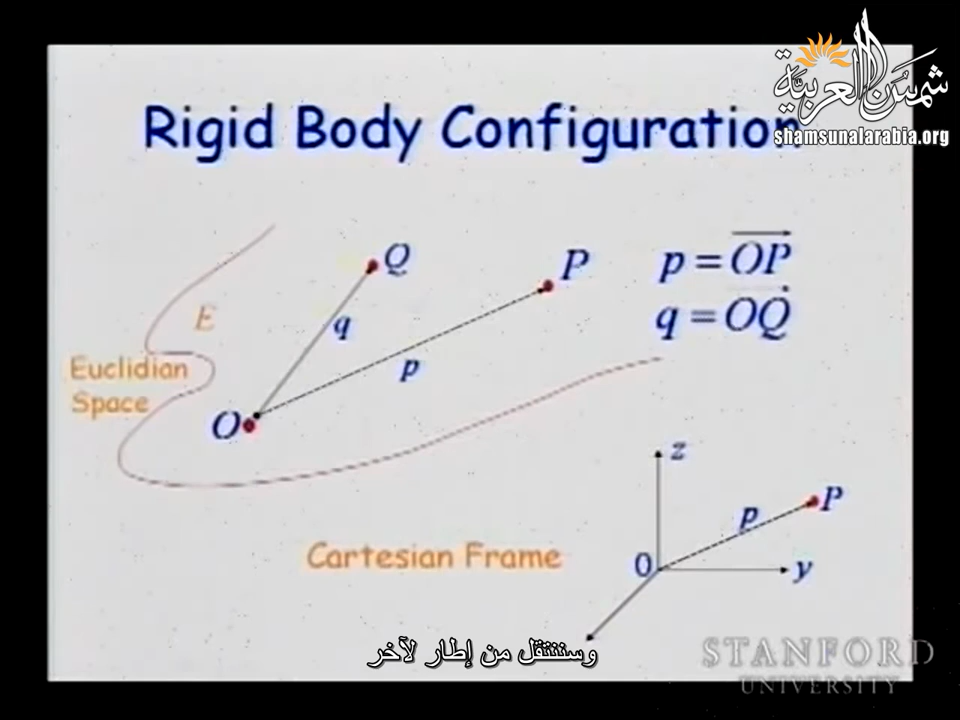 شمس العربية
shamsunalarabia.org
Rigid Body Configuration
Q
P
p = OP
E
q
q = OQ
Euclidian
Space
p
O
z
p
P
Cartesian Frame
0
y
وسننتقل من إطار لآخر
STANFORD
UNIVERSITY